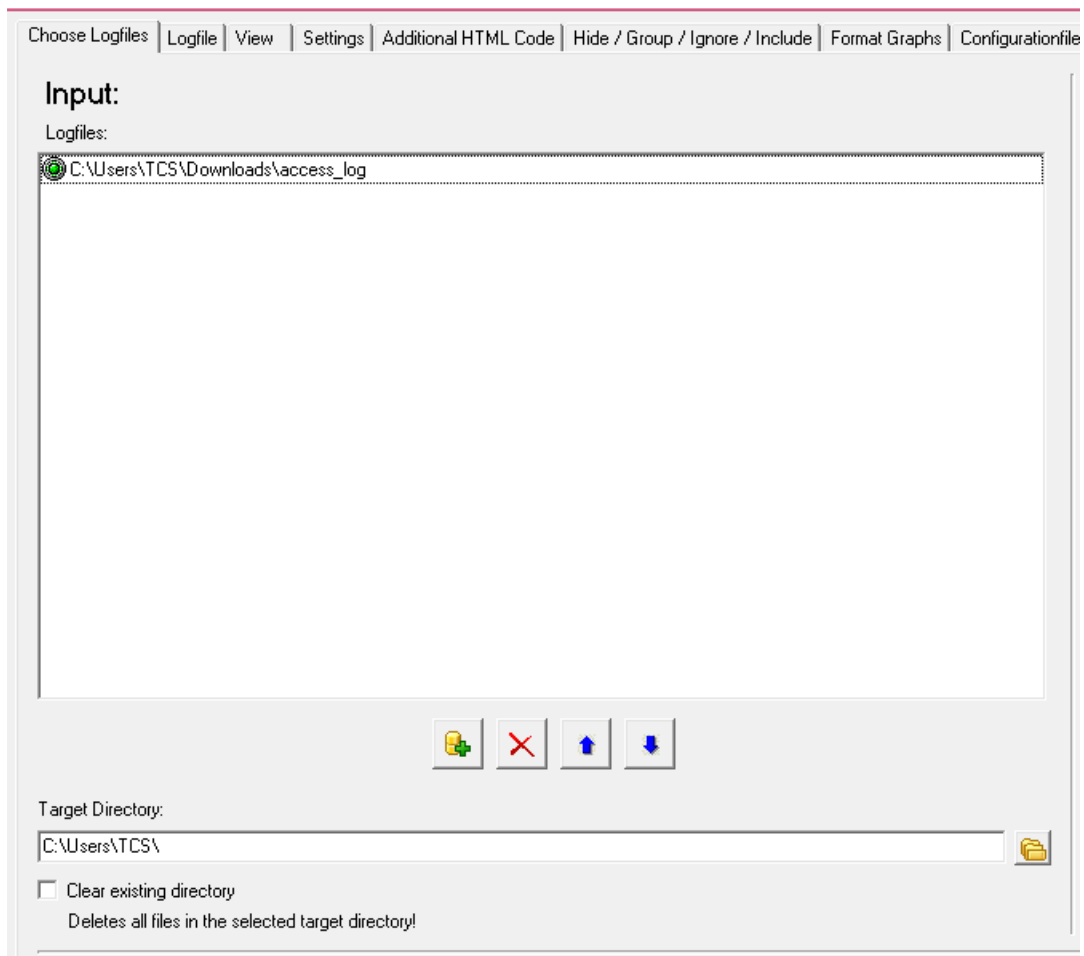 Choose Logfiles Logfile View Settings Additional HTML Code Hide / Group / Ignore / Include Format Graphs Configurationfile
Input:
Logfiles:
C:\Users\TCS\Downloads\access_log
Target Directory:
C:\Users\TCS\
Clear existing directory
Deletes all files in the selected target directory!